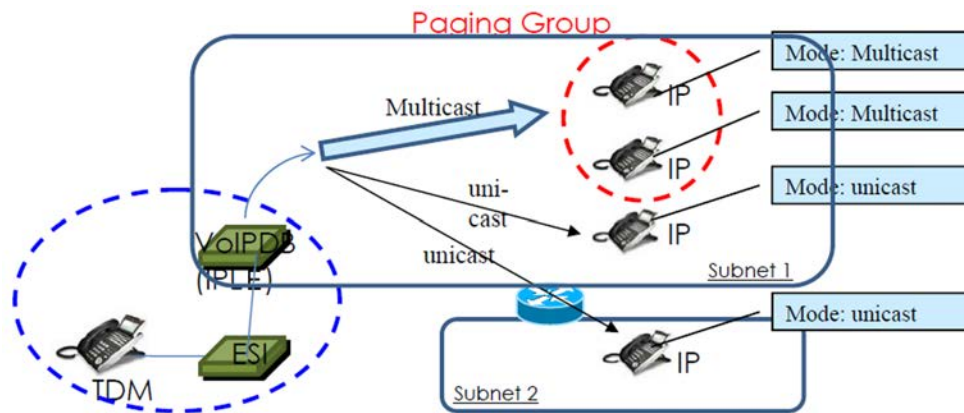 Paging Group
Mode: Multicast
IP
Multicast
Mode: Multicast
IP
Mode: unicast
uni-
cast
IP
VoIPDB
(IPLE)
unicast
Subnet 1
Mode: unicast
ESI
IP
TDM
Subnet 2